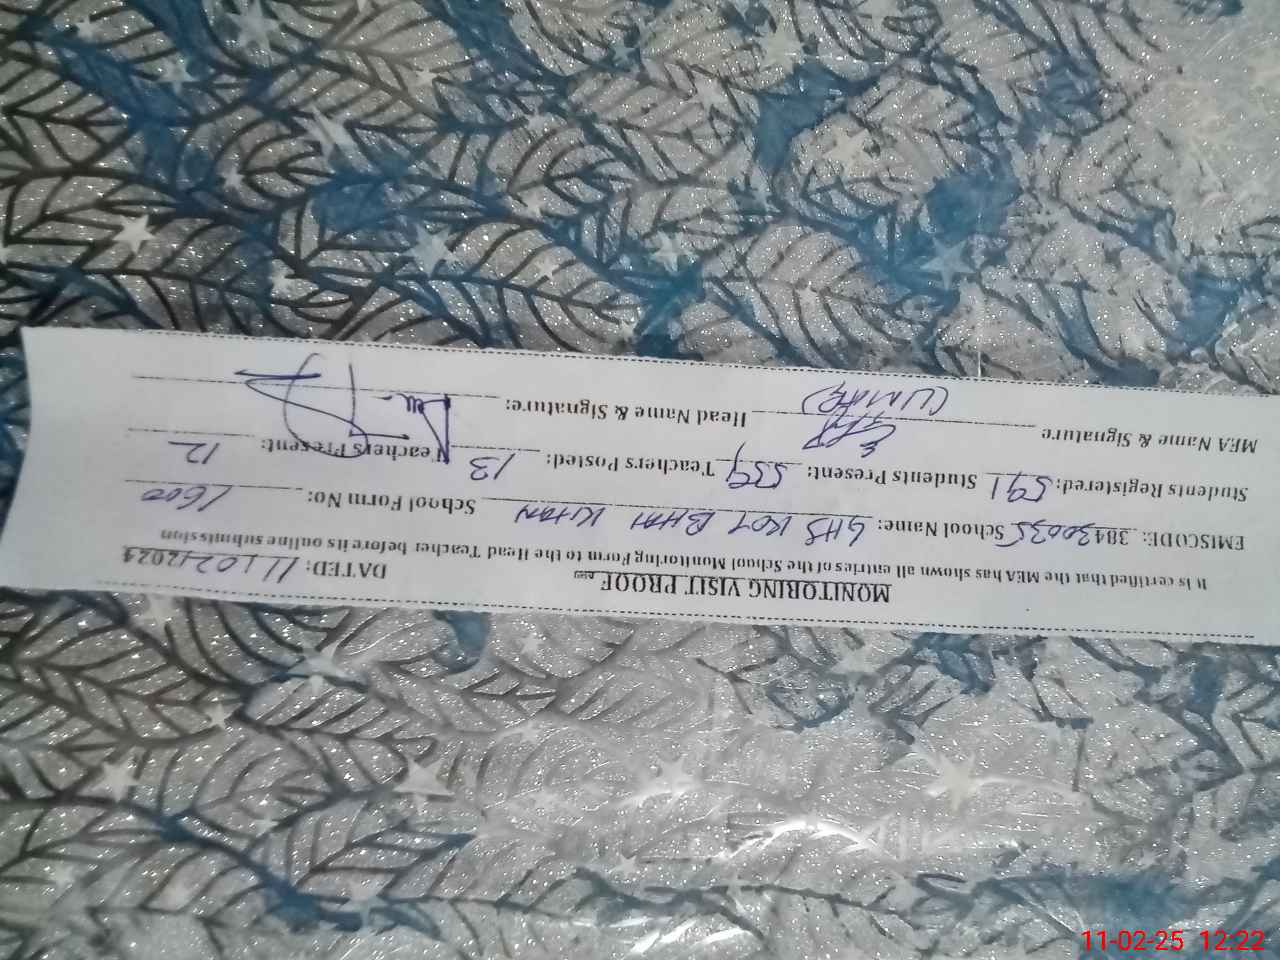 MONITORING VISIT PROOF
DATED: 11/02/2024
It is certified that the MEA has shown all entries of the School Monitoring Form to the Head Teacher before its online submission
EMISCODE: 38430035 School Name: GHS KOT BHAI KHAN School Form No: 1600
Students Registered: 591 Students Present: 559 Teachers Posted: 13 Teachers Present: 12
MEA Name & Signature (UMAR) Head Name & Signature:
11-02-25 12:22